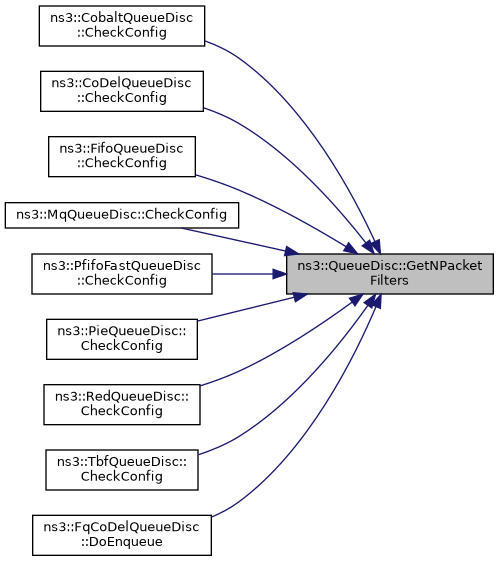 ns3::CobaltQueueDisc
::CheckConfig
ns3::CoDelQueueDisc
::CheckConfig
ns3::FifoQueueDisc
::CheckConfig
ns3::MqQueueDisc::CheckConfig
ns3::PfifoFastQueueDisc
::CheckConfig
ns3::QueueDisc::GetNPacket
Filters
ns3::PieQueueDisc::
CheckConfig
ns3::RedQueueDisc::
CheckConfig
ns3::TbfQueueDisc::
CheckConfig
ns3::FqCoDelQueueDisc
::DoEnqueue